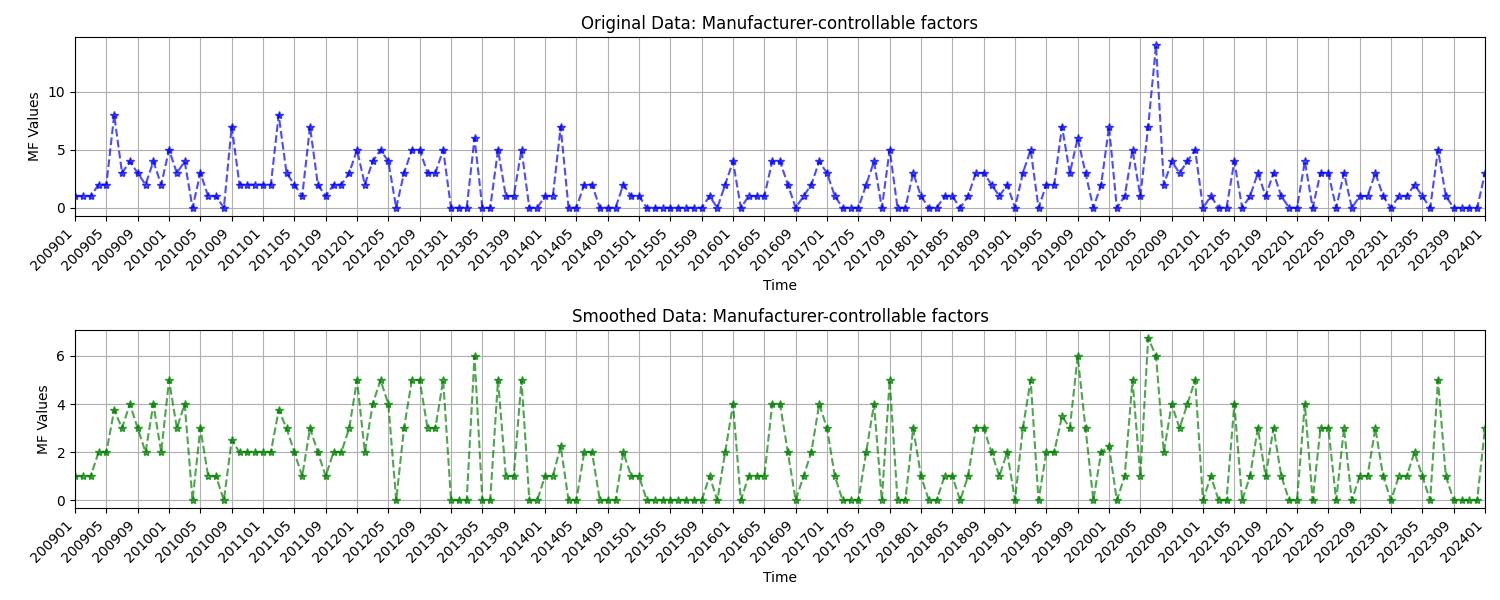 Original Data: Manufacturer-controllable factors
MF Values
10
5
0
200901 200905 200909 201001 201005 201009 201101 201105 201109 201201 201205 201209 201301 201305 201309 201401 201405 201409 201501 201505 201509 201601 201605 201609 201701 201705 201709 201801 201805 201809 201901 201905 201909 202001 202005 202009 202101 202105 202109 202201 202205 202209 202301 202305 202309 202401
Time
Smoothed Data: Manufacturer-controllable factors
MF Values
6
4
2
0
200901 200905 200909 201001 201005 201009 201101 201105 201109 201201 201205 201209 201301 201305 201309 201401 201405 201409 201501 201505 201509 201601 201605 201609 201701 201705 201709 201801 201805 201809 201901 201905 201909 202001 202005 202009 202101 202105 202109 202201 202205 202209 202301 202305 202309 202401
Time